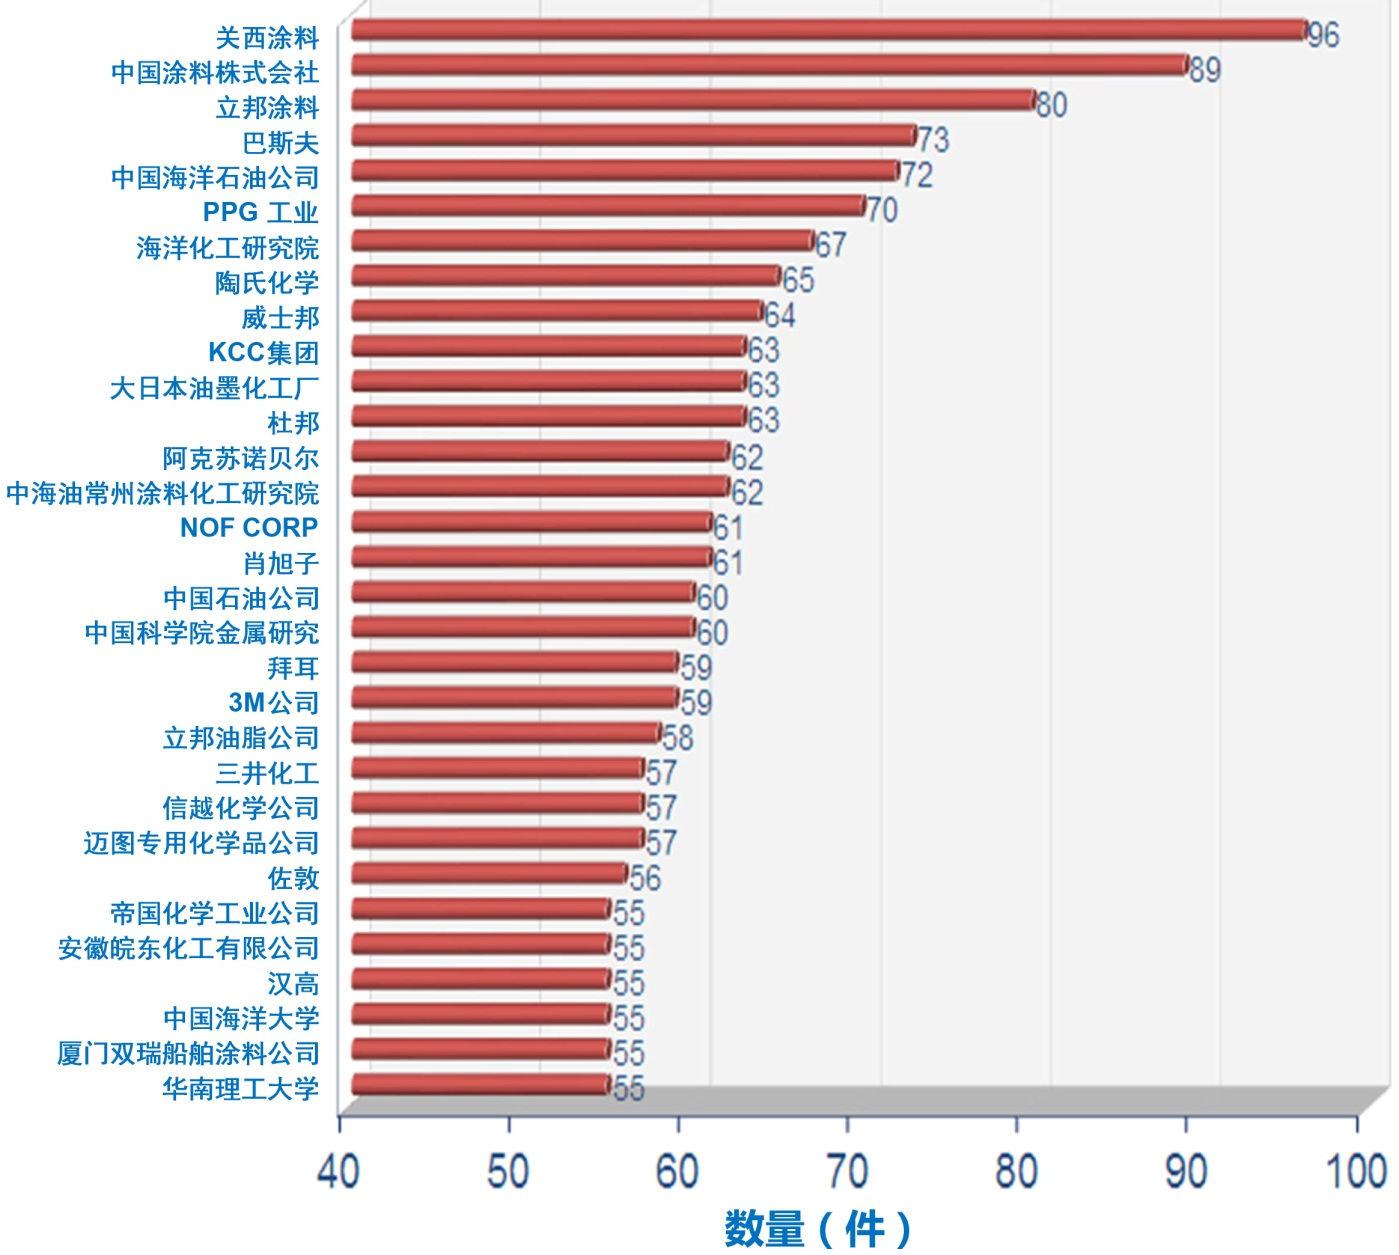 关西涂料 96
中国涂料株式会社 89
立邦涂料 80
巴斯夫 73
中国海洋石油公司 72
PPG 工业 70
海洋化工研究院 67
陶氏化学 65
威士邦 64
KCC集团 63
大日本油墨化工厂 63
杜邦 63
阿克苏诺贝尔 62
中海油常州涂料化工研究院 62
NOF CORP 61
肖旭子 61
中国石油公司 60
中国科学院金属研究 60
拜耳 59
3M公司 59
立邦油脂公司 58
三井化工 57
信越化学公司 57
迈图专用化学品公司 57
佐敦 56
帝国化学工业公司 55
安徽皖东化工有限公司 55
汉高 55
中国海洋大学 55
厦门双瑞船舶涂料公司 55
华南理工大学 55
40 50 60 70 80 90 100
数量（件）